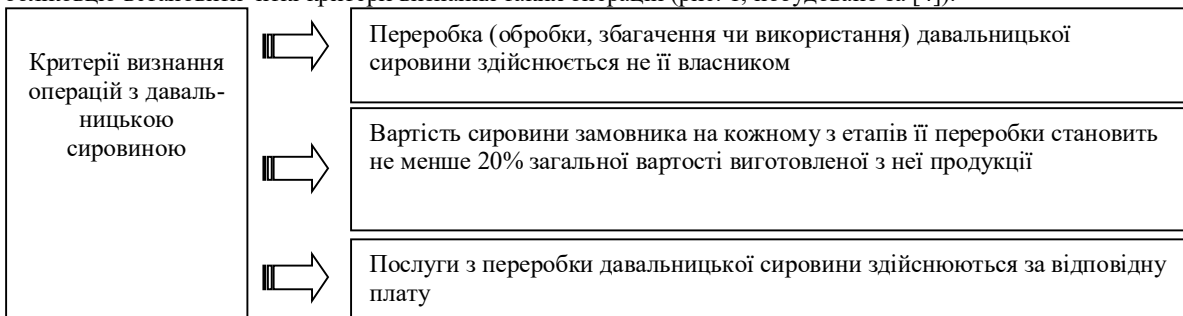 Критерії визнання
операцій з даваль-
ницькою
сировиною
Переробка (обробки, збагачення чи використання) давальницької
сировини здійснюється не її власником
Вартість сировини замовника на кожному з етапів її переробки становить
не менше 20% загальної вартості виготовленої з неї продукції
Послуги з переробки давальницької сировини здійснюються за відповідну
плату